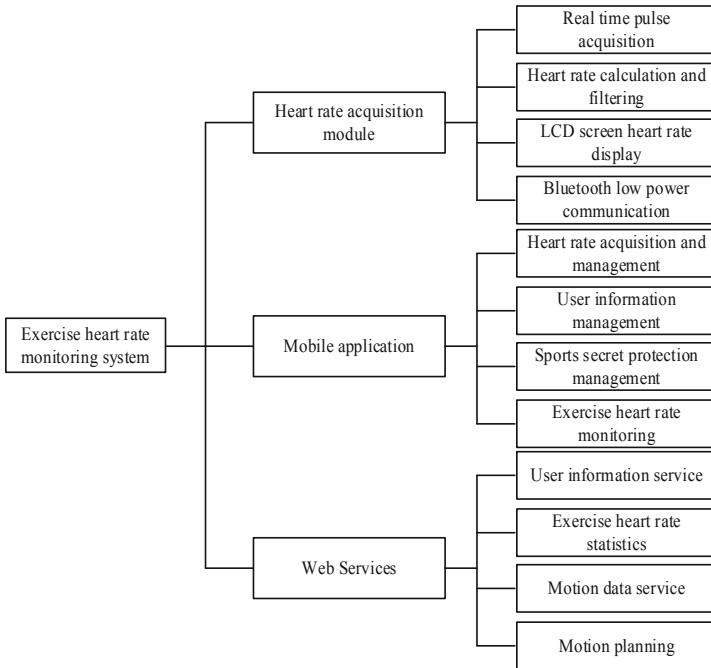 Real time pulse
acquisition
Heart rate calculation and
filtering
Heart rate acquisition
module
LCD screen heart rate
display
Bluetooth low power
communication
Heart rate acquisition and
management
User information
management
Exercise heart rate
monitoring system
Mobile application
Sports secret protection
management
Exercise heart rate
monitoring
User information service
Exercise heart rate
statistics
Web Services
Motion data service
Motion planning